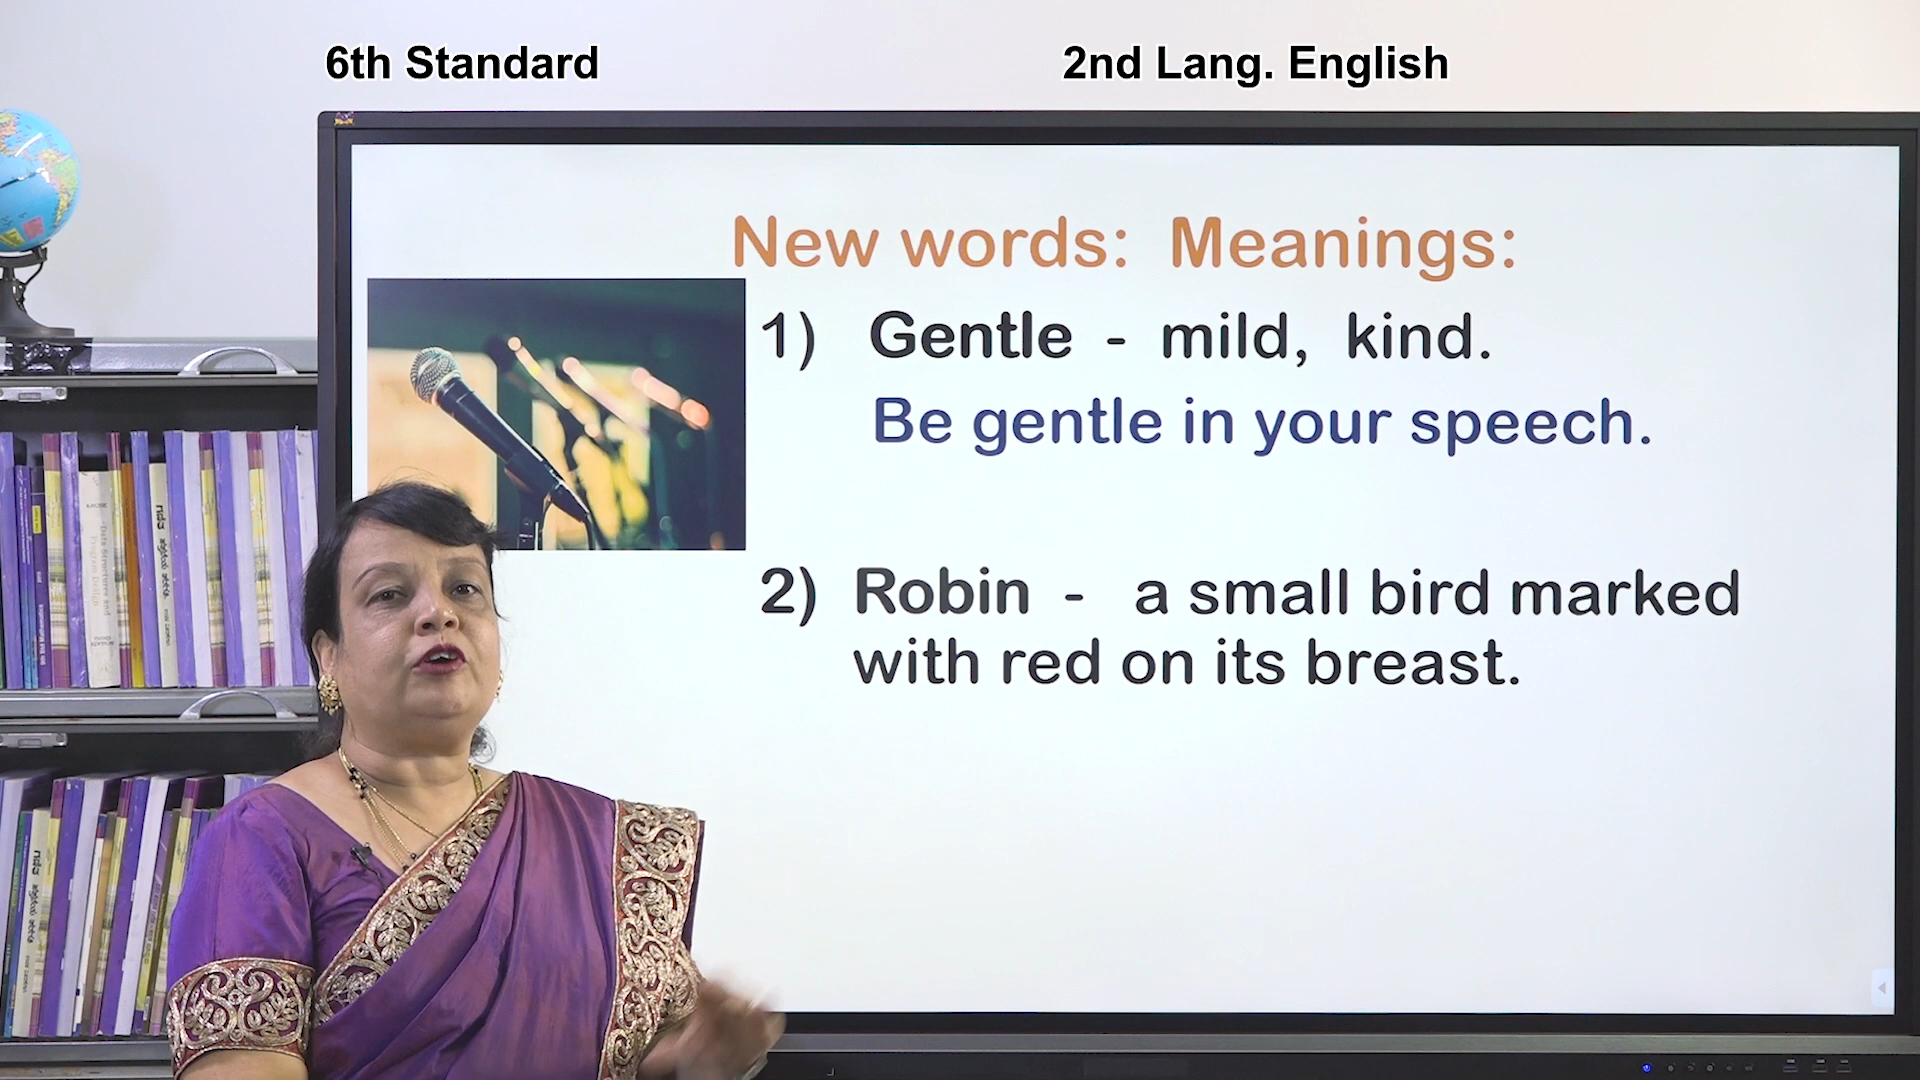 6th Standard
2nd Lang. English
New words: Meanings:
1) Gentle - mild, kind.
Be gentle in your speech.
2) Robin - a small bird marked
with red on its breast.